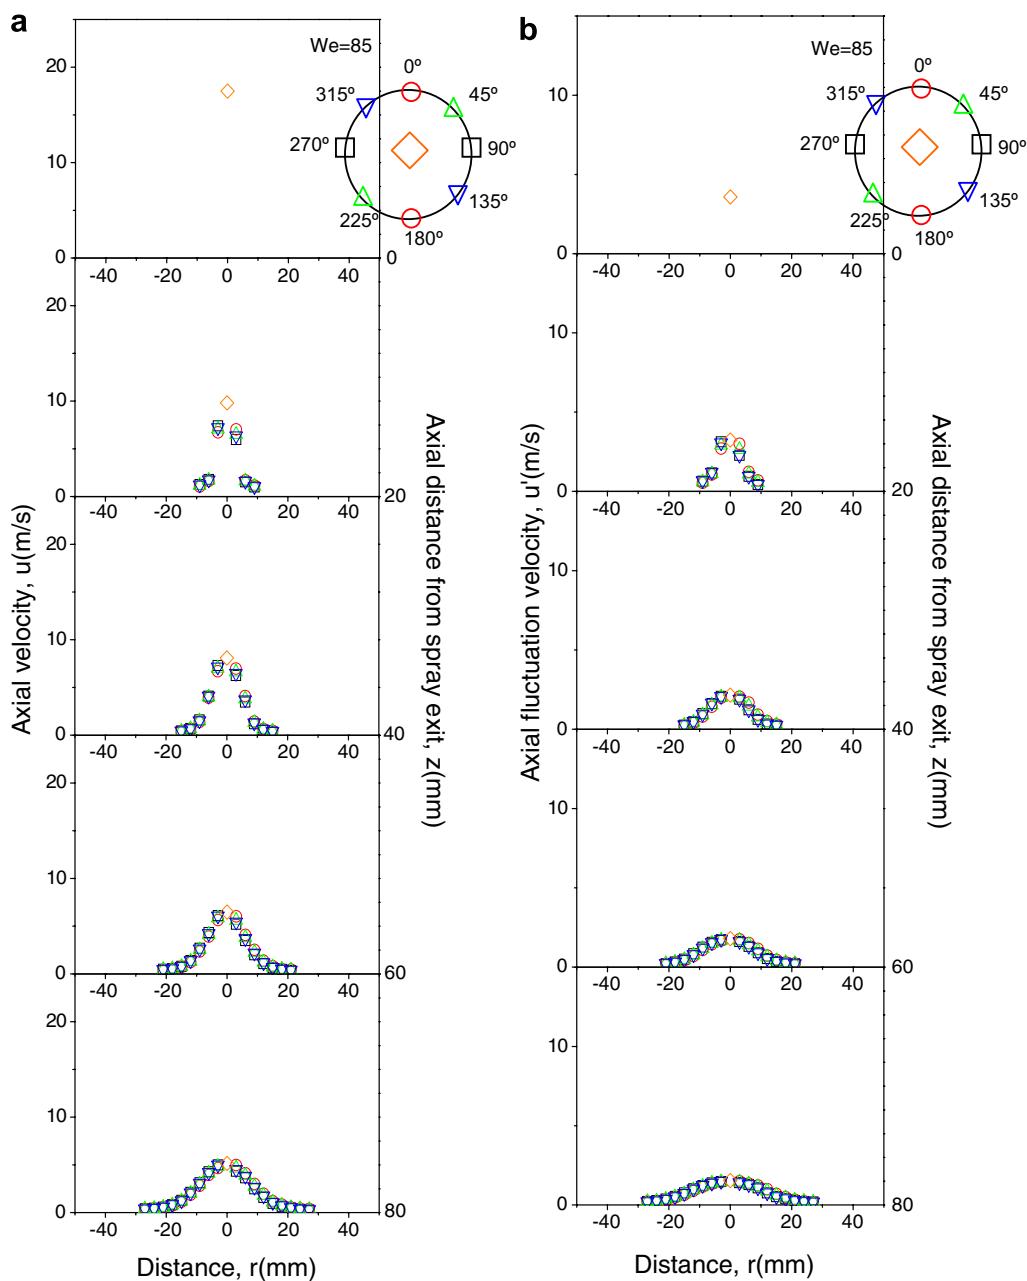 a
b
We=85
0º
45º
90º
135º
180º
225º
270º
315º
20
10
0
-40 -20 0 20 40
0
20
10
0
-40 -20 0 20 40
20
20
10
0
-40 -20 0 20 40
40
20
10
0
-40 -20 0 20 40
60
20
10
0
-40 -20 0 20 40
80
Axial velocity, u(m/s)
Axial distance from spray exit, z(mm)
Distance, r(mm)
We=85
0º
45º
90º
135º
180º
225º
270º
315º
10
0
-40 -20 0 20 40
0
10
0
-40 -20 0 20 40
20
10
0
-40 -20 0 20 40
40
10
0
-40 -20 0 20 40
60
10
0
-40 -20 0 20 40
80
Axial fluctuation velocity, u'(m/s)
Axial distance from spray exit, z(mm)
Distance, r(mm)